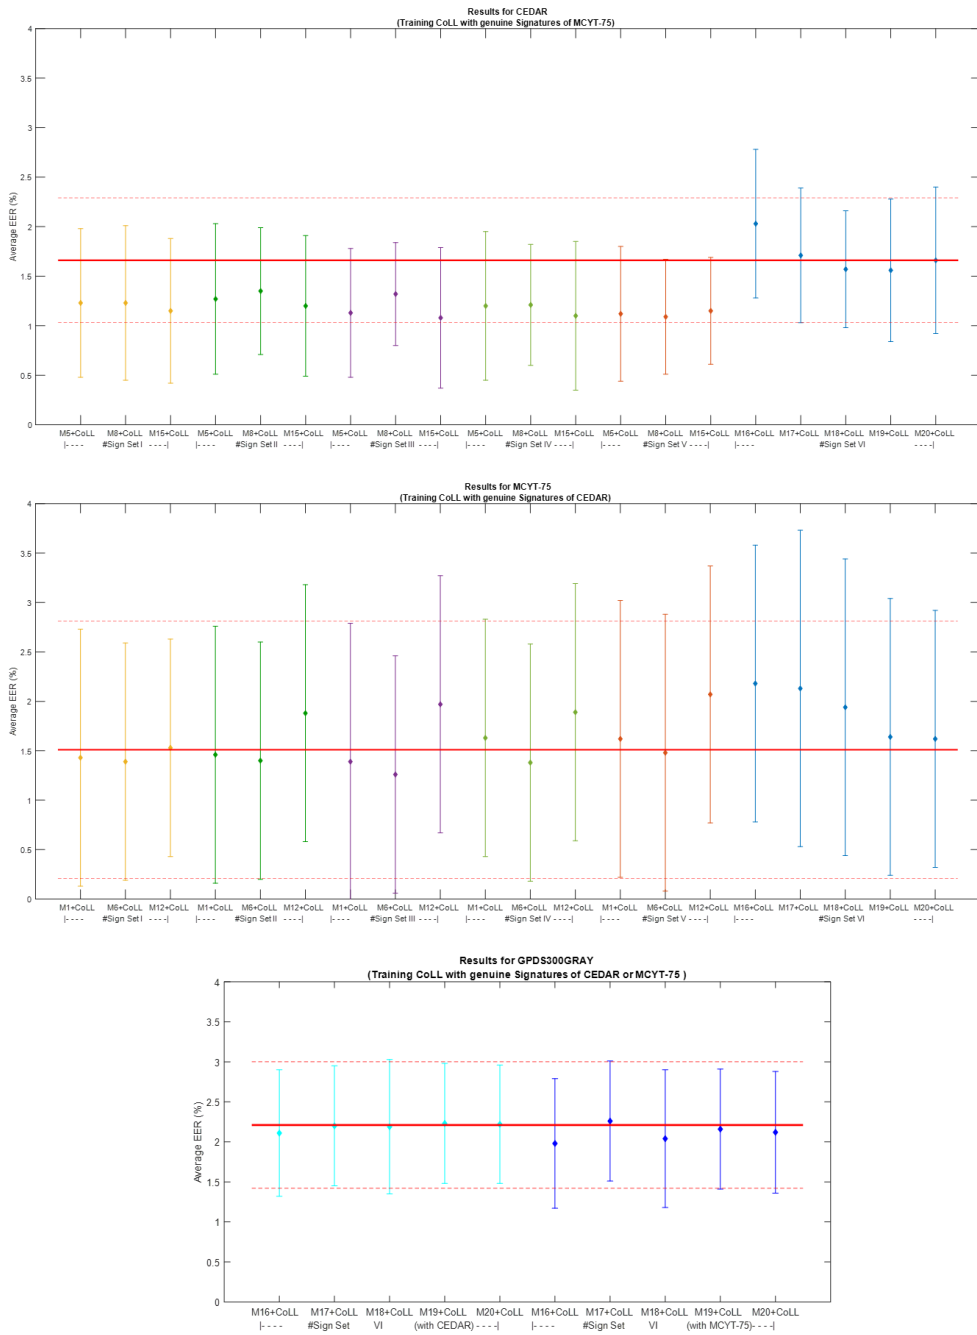 Results for CEDAR
(Training CoLL with genuine Signatures of MCYT-75)
4
3.5
3
2.5
2
1.5
1
0.5
0
Average EER (%)
M5+CoLL M8+CoLL M15+CoLL M5+CoLL M8+CoLL M15+CoLL M5+CoLL M8+CoLL M15+CoLL M5+CoLL M8+CoLL M15+CoLL M5+CoLL M8+CoLL M15+CoLL M16+CoLL M17+CoLL M18+CoLL M19+CoLL M20+CoLL
|---- #Sign Set I ----| |---- #Sign Set II ----| |---- #Sign Set III ----| |---- #Sign Set IV ----| |---- #Sign Set V ----| |---- #Sign Set VI ----|
Results for MCYT-75
(Training CoLL with genuine Signatures of CEDAR)
4
3.5
3
2.5
2
1.5
1
0.5
0
Average EER (%)
M1+CoLL M6+CoLL M12+CoLL M1+CoLL M6+CoLL M12+CoLL M1+CoLL M6+CoLL M12+CoLL M1+CoLL M6+CoLL M12+CoLL M1+CoLL M6+CoLL M12+CoLL M16+CoLL M17+CoLL M18+CoLL M19+CoLL M20+CoLL
|---- #Sign Set I ----| |---- #Sign Set II ----| |---- #Sign Set III ----| |---- #Sign Set IV ----| |---- #Sign Set V ----| |---- #Sign Set VI ----|
Results for GPDS300GRAY
(Training CoLL with genuine Signatures of CEDAR or MCYT-75 )
4
3.5
3
2.5
2
1.5
1
0.5
0
Average EER (%)
M16+CoLL M17+CoLL M18+CoLL M19+CoLL M20+CoLL M16+CoLL M17+CoLL M18+CoLL M19+CoLL M20+CoLL
|---- #Sign Set VI (with CEDAR) ----| |---- #Sign Set VI (with MCYT-75) ----|